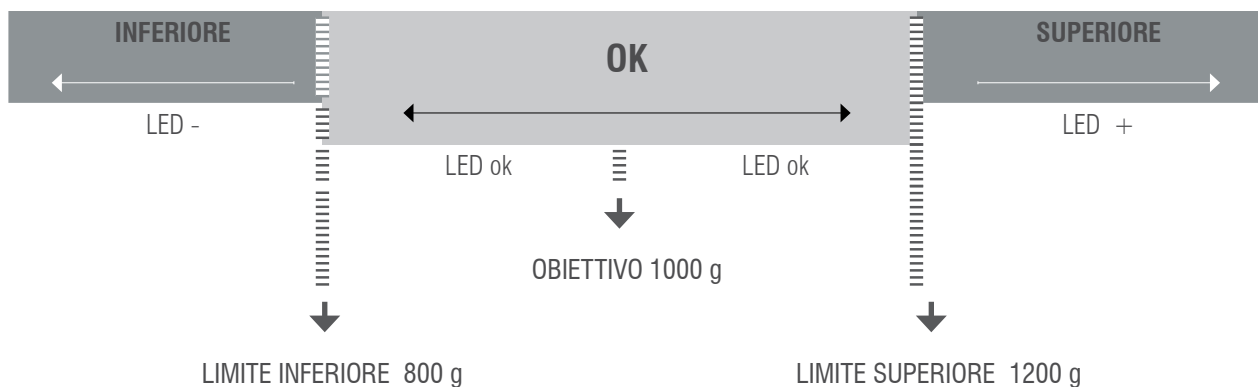 INFERIORE
OK
SUPERIORE
LED -
LED ok
LED ok
LED +
OBIETTIVO 1000 g
LIMITE INFERIORE 800 g
LIMITE SUPERIORE 1200 g